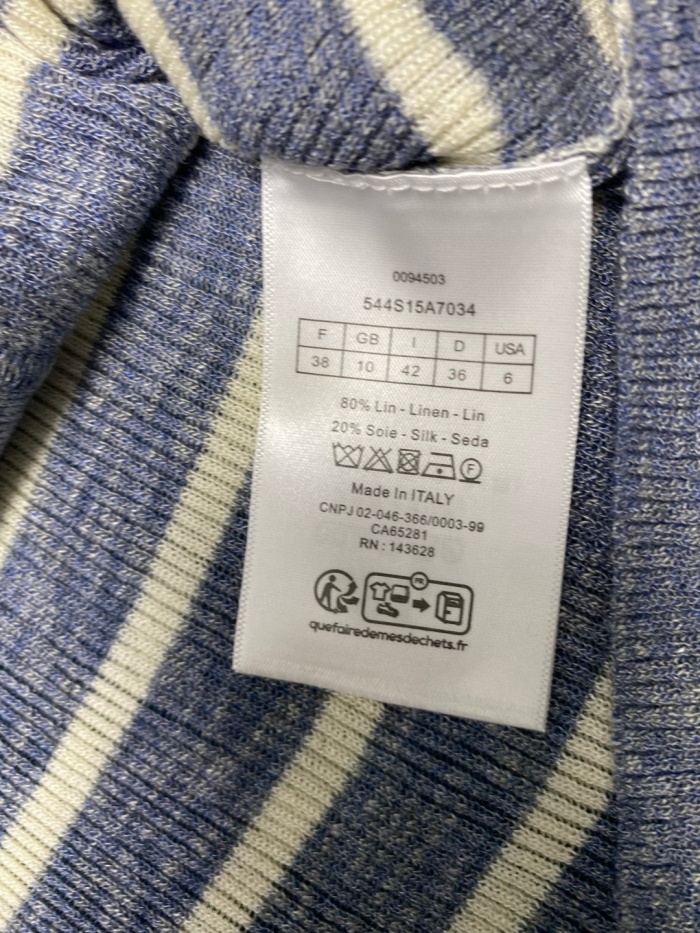 0094503
544S15A7034
F GB I D USA
38 10 42 36 6
80% Lin - Linen - Lin
20% Soie - Silk - Seda
F
Made In ITALY
CNPJ 02-046-366/0003-99
CA65281
RN : 143628
FR
quefairedemesdechets.fr